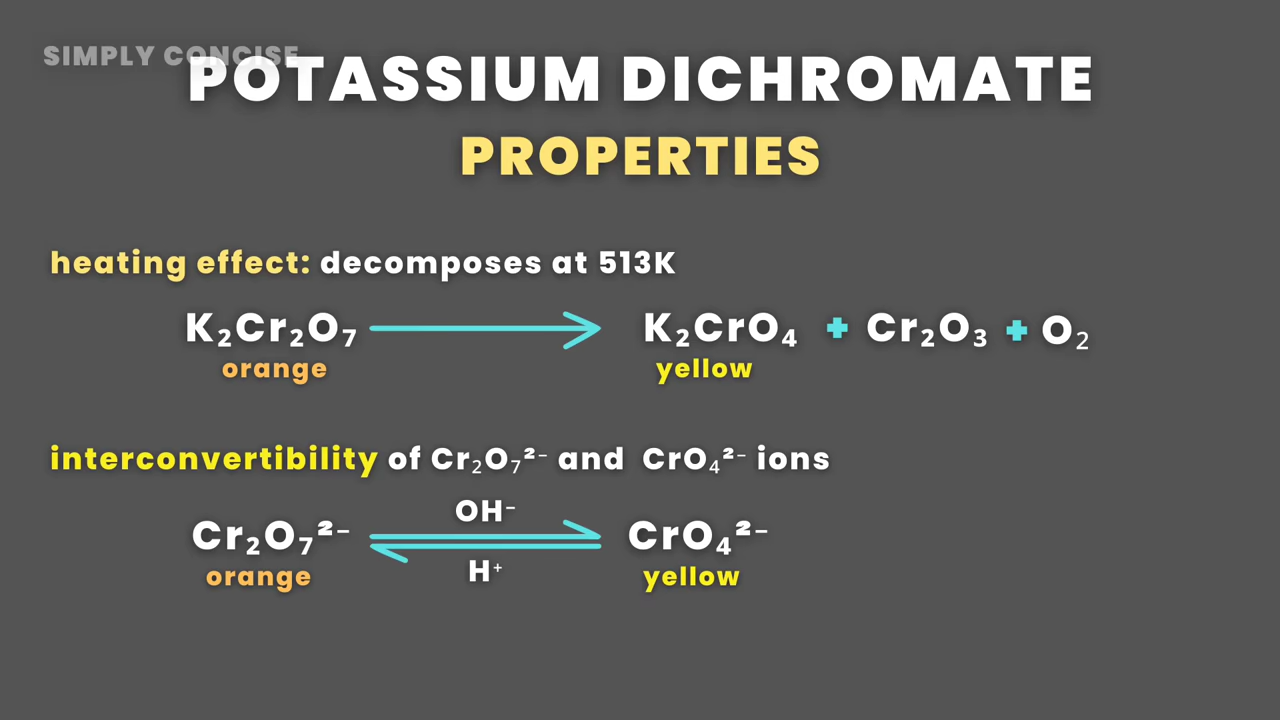 SIMPLY CONCISE
POTASSIUM DICHROMATE
PROPERTIES
heating effect: decomposes at 513K
K₂Cr₂O₇ ⟶ K₂CrO₄ + Cr₂O₃ + O₂
orange yellow
interconvertibility of Cr₂O₇²⁻ and CrO₄²⁻ ions
OH⁻
Cr₂O₇²⁻ ⇌ CrO₄²⁻
H⁺
orange yellow